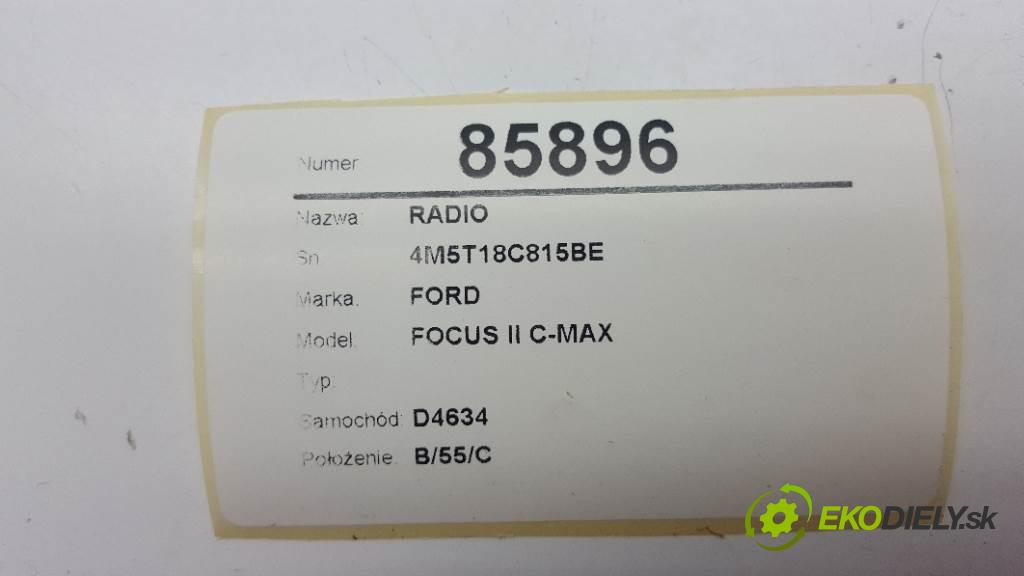 Numer 85896
Nazwa: RADIO
Sn 4M5T18C815BE
Marka. FORD
Model: FOCUS II C-MAX
Typ.
Samochód: D4634
Położenie. B/55/C
EKODIELY.sk